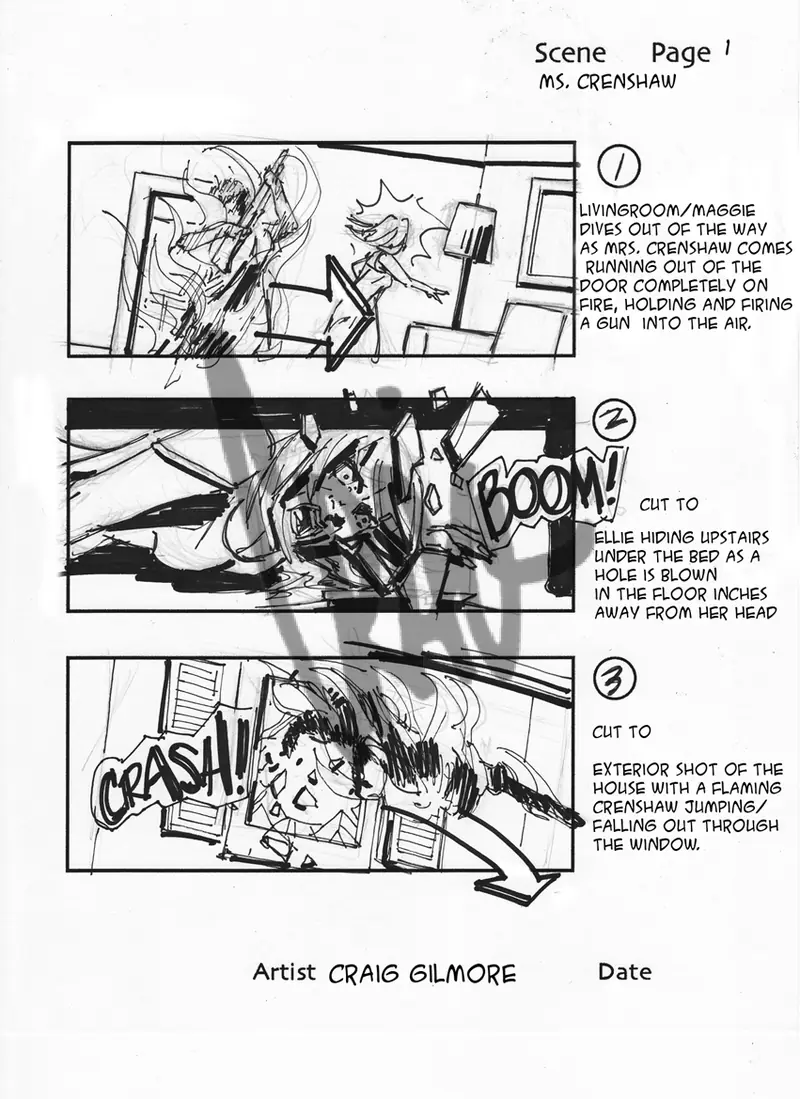 Scene Page 1
MS. CRENSHAW
1
LIVINGROOM/MAGGIE
DIVES OUT OF THE WAY
AS MRS. CRENSHAW COMES
RUNNING OUT OF THE
DOOR COMPLETELY ON
FIRE, HOLDING AND FIRING
A GUN INTO THE AIR.
2
BOOM!
CUT TO
ELLIE HIDING UPSTAIRS
UNDER THE BED AS A
HOLE IS BLOWN
IN THE FLOOR INCHES
AWAY FROM HER HEAD
3
CRASH!!
CUT TO
EXTERIOR SHOT OF THE
HOUSE WITH A FLAMING
CRENSHAW JUMPING/
FALLING OUT THROUGH
THE WINDOW.
Artist CRAIG GILMORE Date